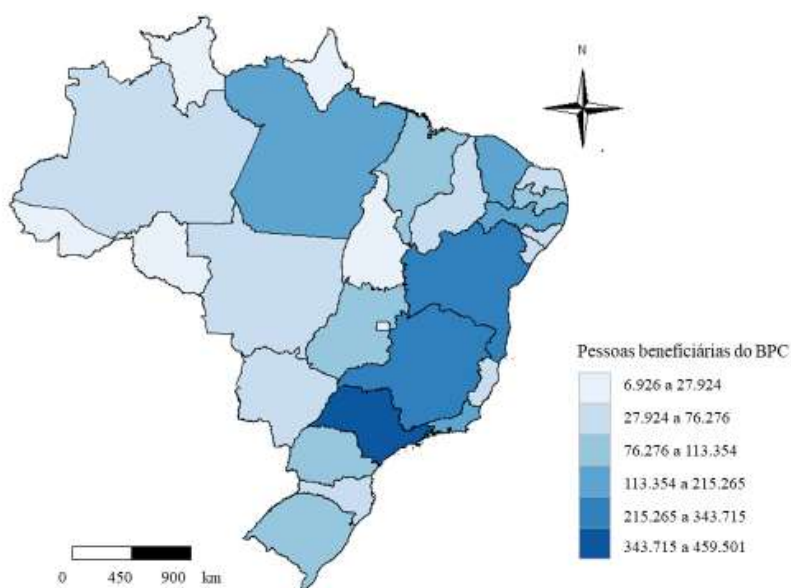 N
Pessoas beneficiárias do BPC
6.926 a 27.924
27.924 a 76.276
76.276 a 113.354
113.354 a 215.265
215.265 a 343.715
343.715 a 459.501
0 450 900 km